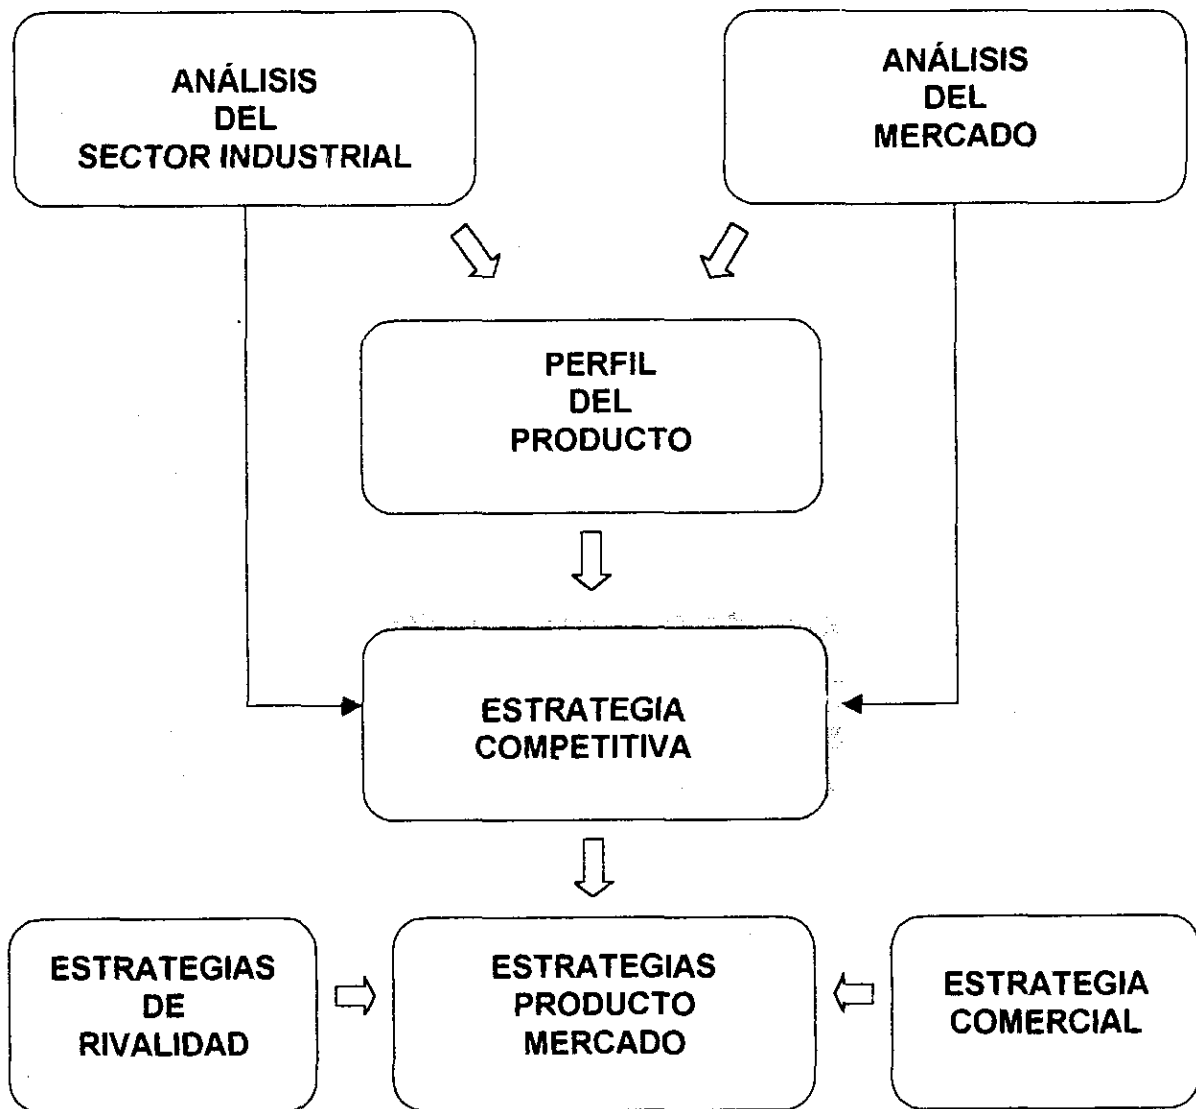 ANÁLISIS
DEL
SECTOR INDUSTRIAL
ANÁLISIS
DEL
MERCADO
PERFIL
DEL
PRODUCTO
ESTRATEGIA
COMPETITIVA
ESTRATEGIAS
DE
RIVALIDAD
ESTRATEGIAS
PRODUCTO
MERCADO
ESTRATEGIA
COMERCIAL